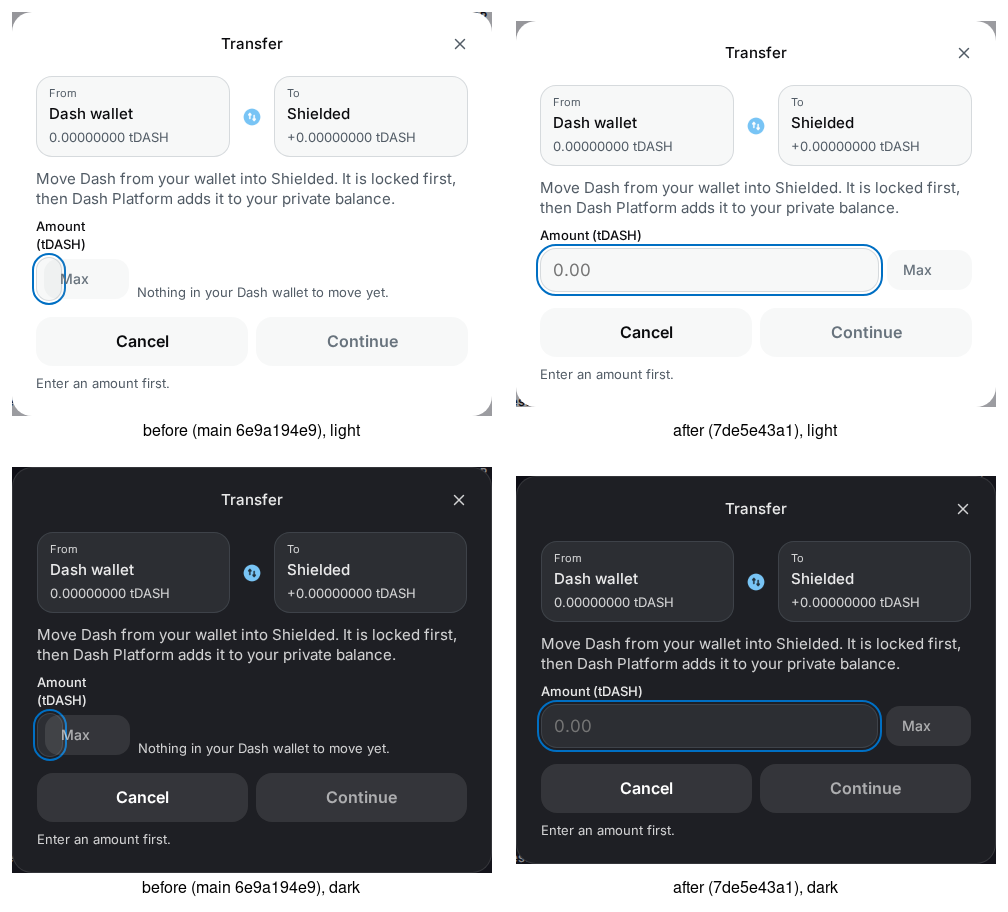 Transfer
From
Dash wallet
0.00000000 tDASH
To
Shielded
+0.00000000 tDASH
Move Dash from your wallet into Shielded. It is locked first,
then Dash Platform adds it to your private balance.
Amount
(tDASH)
Max
Nothing in your Dash wallet to move yet.
Cancel
Continue
Enter an amount first.
before (main 6e9a194e9), light
Transfer
From
Dash wallet
0.00000000 tDASH
To
Shielded
+0.00000000 tDASH
Move Dash from your wallet into Shielded. It is locked first,
then Dash Platform adds it to your private balance.
Amount (tDASH)
0.00
Max
Cancel
Continue
Enter an amount first.
after (7de5e43a1), light
Transfer
From
Dash wallet
0.00000000 tDASH
To
Shielded
+0.00000000 tDASH
Move Dash from your wallet into Shielded. It is locked first,
then Dash Platform adds it to your private balance.
Amount
(tDASH)
Max
Nothing in your Dash wallet to move yet.
Cancel
Continue
Enter an amount first.
before (main 6e9a194e9), dark
Transfer
From
Dash wallet
0.00000000 tDASH
To
Shielded
+0.00000000 tDASH
Move Dash from your wallet into Shielded. It is locked first,
then Dash Platform adds it to your private balance.
Amount (tDASH)
0.00
Max
Cancel
Continue
Enter an amount first.
after (7de5e43a1), dark